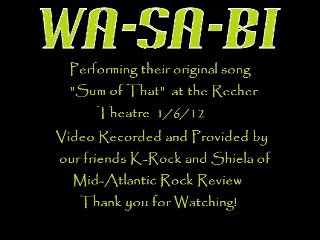 WA-SA-BI
Performing their original song
"Sum of That" at the Recher
Theatre 1/6/12
Video Recorded and Provided by
our friends K-Rock and Shiela of
Mid-Atlantic Rock Review
Thank you for Watching!